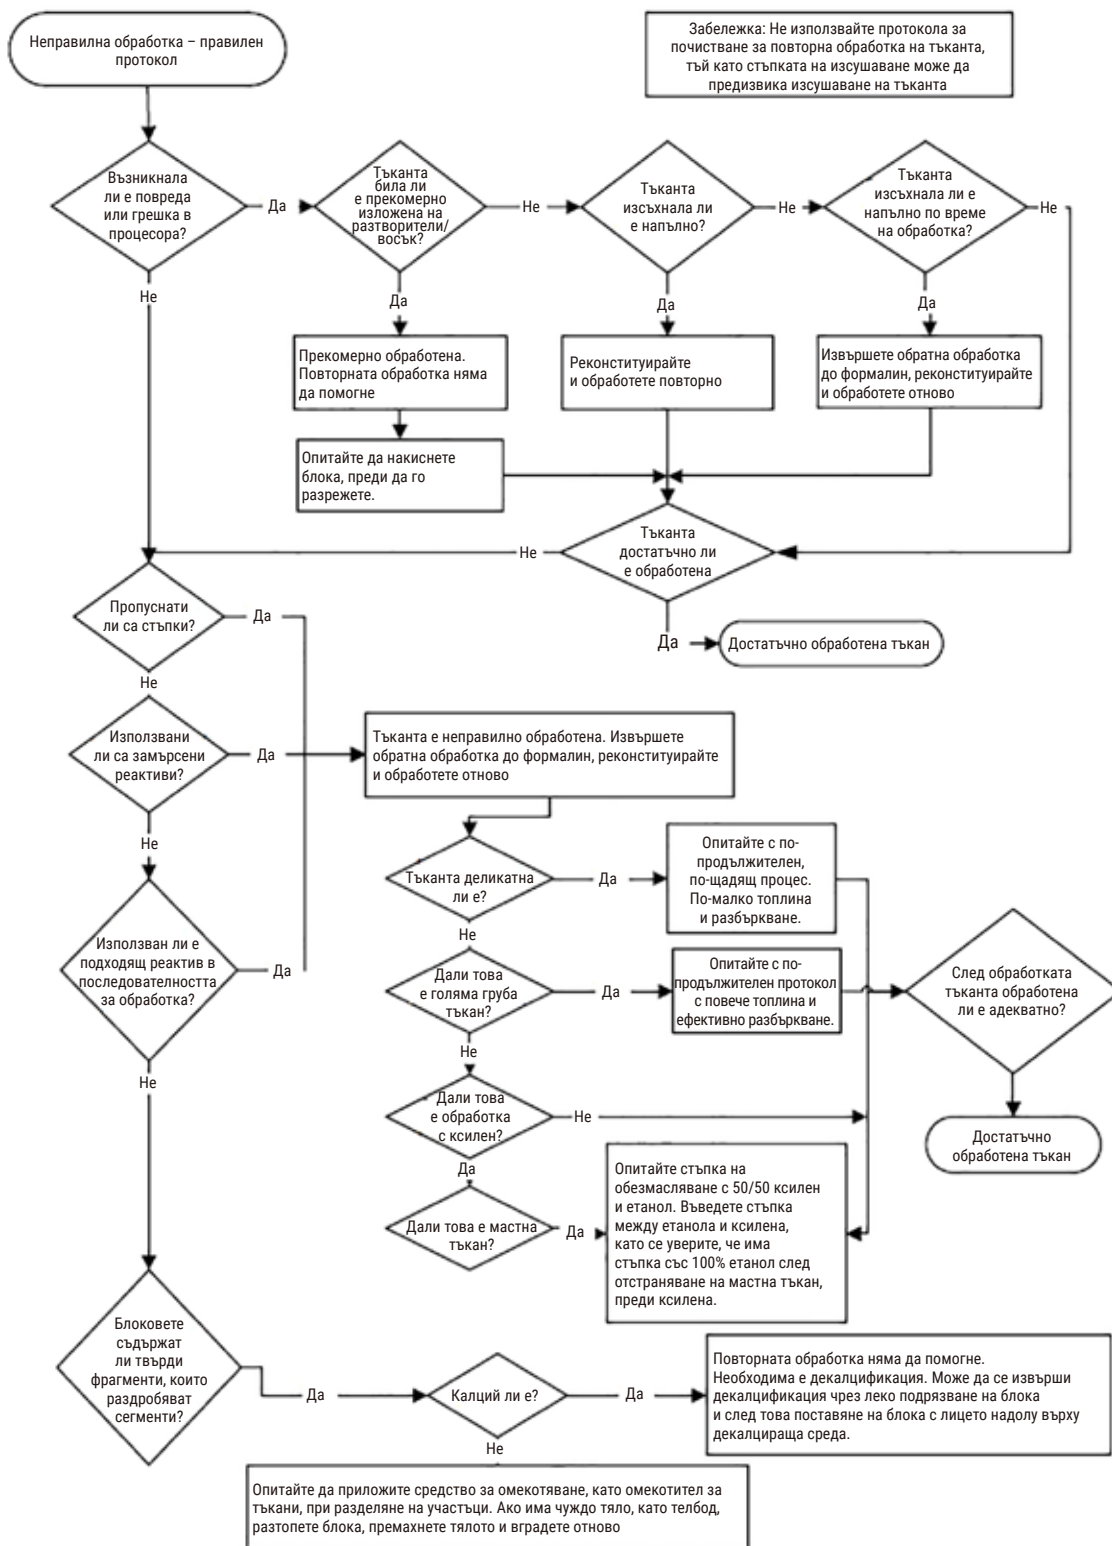 Неправилна обработка – правилен
протокол
Забележка: Не използвайте протокола за
почистване за повторна обработка на тъканта,
тъй като стъпката на изсушаване може да
предизвика изсушаване на тъканта
Възникнала
ли е повреда
или грешка в
процесора?
Да
Тъканта
била ли
е прекомерно
изложена на
разтворители/
восък?
Не
Тъканта
изсъхнала ли
е напълно?
Не
Тъканта
изсъхнала ли е
напълно по време
на обработка?
Не
Не
Да
Да
Да
Прекомерно обработена.
Повторната обработка няма
да помогне
Реконституирайте
и обработете повторно
Извършете обратна обработка
до формалин, реконституирайте
и обработете отново
Опитайте да накиснете
блока, преди да го
разрежете.
Тъканта
достатъчно ли
е обработена
Не
Да
Достатъчно обработена тъкан
Пропуснати
ли са стъпки?
Да
Не
Използвани
ли са замърсени
реактиви?
Да
Тъканта е неправилно обработена. Извършете
обратна обработка до формалин, реконституирайте
и обработете отново
Не
Тъканта деликатна
ли е?
Да
Опитайте с по-
продължителен,
по-щадящ процес.
По-малко топлина
и разбъркване.
Не
Използван ли е
подходящ реактив в
последователността
за обработка?
Да
Дали това
е голяма груба
тъкан?
Да
Опитайте с по-
продължителен протокол
с повече топлина и
ефективно разбъркване.
След обработката
тъканта обработена
ли е адекватно?
Не
Не
Дали това
е обработка
с ксилен?
Не
Достатъчно
обработена тъкан
Да
Дали това е мастна
тъкан?
Да
Опитайте стъпка на
обезмасляване с 50/50 ксилен
и етанол. Въведете стъпка
между етанола и ксилена,
като се уверите, че има
стъпка със 100% етанол след
отстраняване на мастна тъкан,
преди ксилена.
Блоковете
съдържат
ли твърди
фрагменти, които
раздробяват
сегменти?
Да
Калций ли е?
Да
Повторната обработка няма да помогне.
Необходима е декалцификация. Може да се извърши
декалцификация чрез леко подрязване на блока
и след това поставяне на блока с лицето надолу върху
декалцираща среда.
Не
Опитайте да приложите средство за омекотяване, като омекотител за
тъкани, при разделяне на участъци. Ако има чуждо тяло, като телбод,
разтопете блока, премахнете тялото и вградете отново